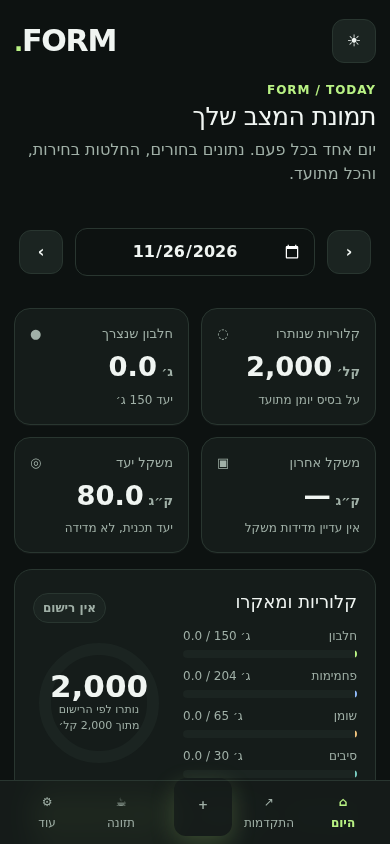 FORM.
FORM / TODAY
תמונת המצב שלך
יום אחד בכל פעם. נתונים בחורים, החלטות בחירות,
והכל מתועד.
11/26/2026
קלוריות שנותרו
2,000 קל׳
על בסיס יומן מתועד
חלבון שנצרך
0.0 ג׳
יעד 150 ג׳
משקל אחרון
— ק״ג
אין עדיין מדידות משקל
משקל יעד
80.0 ק״ג
יעד תכנית, לא מדידה
קלוריות ומאקרו
אין רישום
חלבון
0.0 / 150 ג׳
פחמימות
0.0 / 204 ג׳
שומן
0.0 / 65 ג׳
סיבים
0.0 / 30 ג׳
2,000
נותרו לפי הרישום
מתוך 2,000 קל׳
היום
התקדמות
+
תזונה
עוד